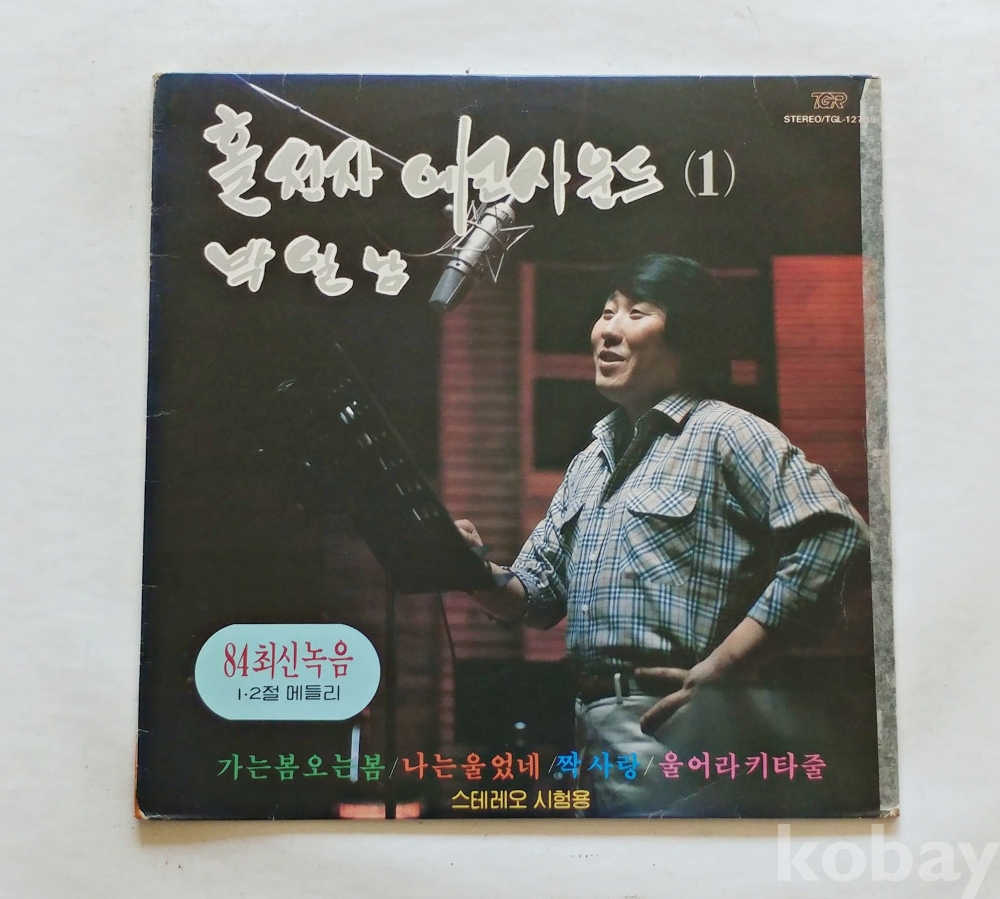 TGR
STEREO/TGL-127
홀 전자 에코 사운드 (1)
박일남
84최신녹음
1·2절 메들리
가는봄오는봄/나는울었네/짝사랑/울어라키타줄
스테레오 시험용
kobay